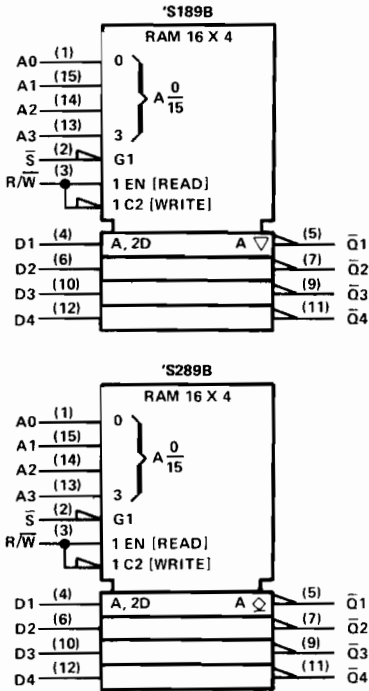 'S189B
RAM 16 X 4
A0 (1) 0
A1 (15)
A2 (14) A 0/15
A3 (13) 3
S̅ (2) G1
R/W̅ (3) 1 EN [READ]
1 C2 [WRITE]
D1 (4) A, 2D A ▽ (5) Q̅1
D2 (6) (7) Q̅2
D3 (10) (9) Q̅3
D4 (12) (11) Q̅4
'S289B
RAM 16 X 4
A0 (1) 0
A1 (15)
A2 (14) A 0/15
A3 (13) 3
S̅ (2) G1
R/W̅ (3) 1 EN [READ]
1 C2 [WRITE]
D1 (4) A, 2D A ◇ (5) Q̅1
D2 (6) (7) Q̅2
D3 (10) (9) Q̅3
D4 (12) (11) Q̅4